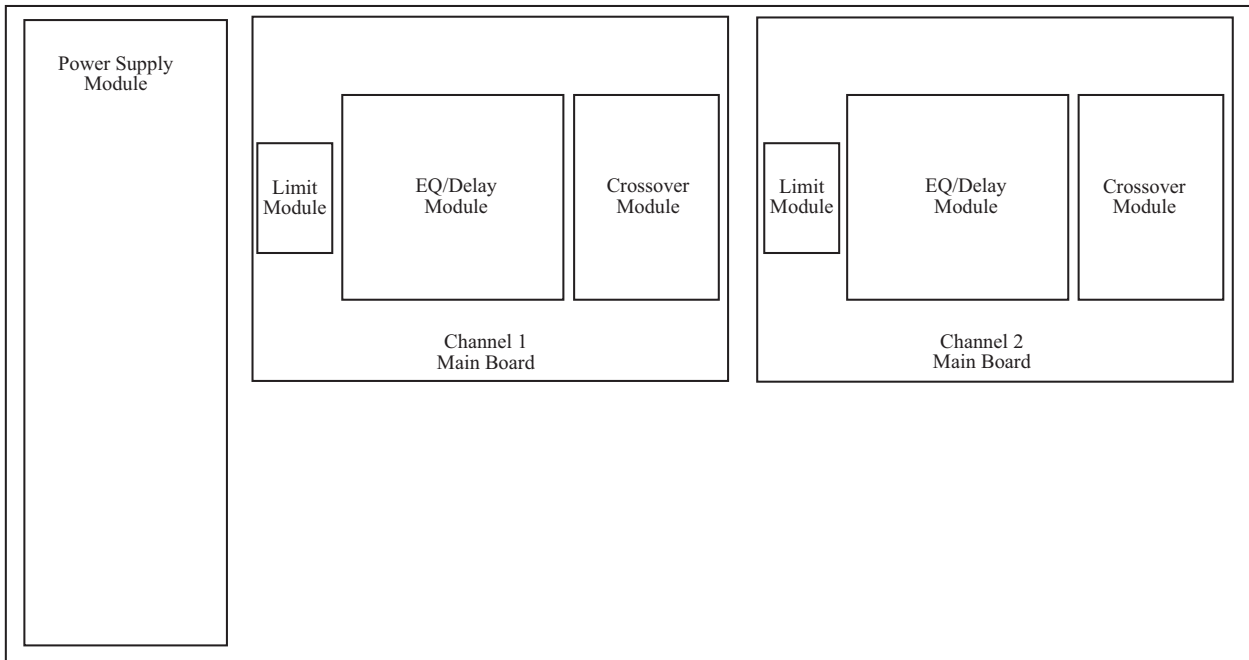 Power Supply
Module
Limit
Module
EQ/Delay
Module
Crossover
Module
Channel 1
Main Board
Limit
Module
EQ/Delay
Module
Crossover
Module
Channel 2
Main Board